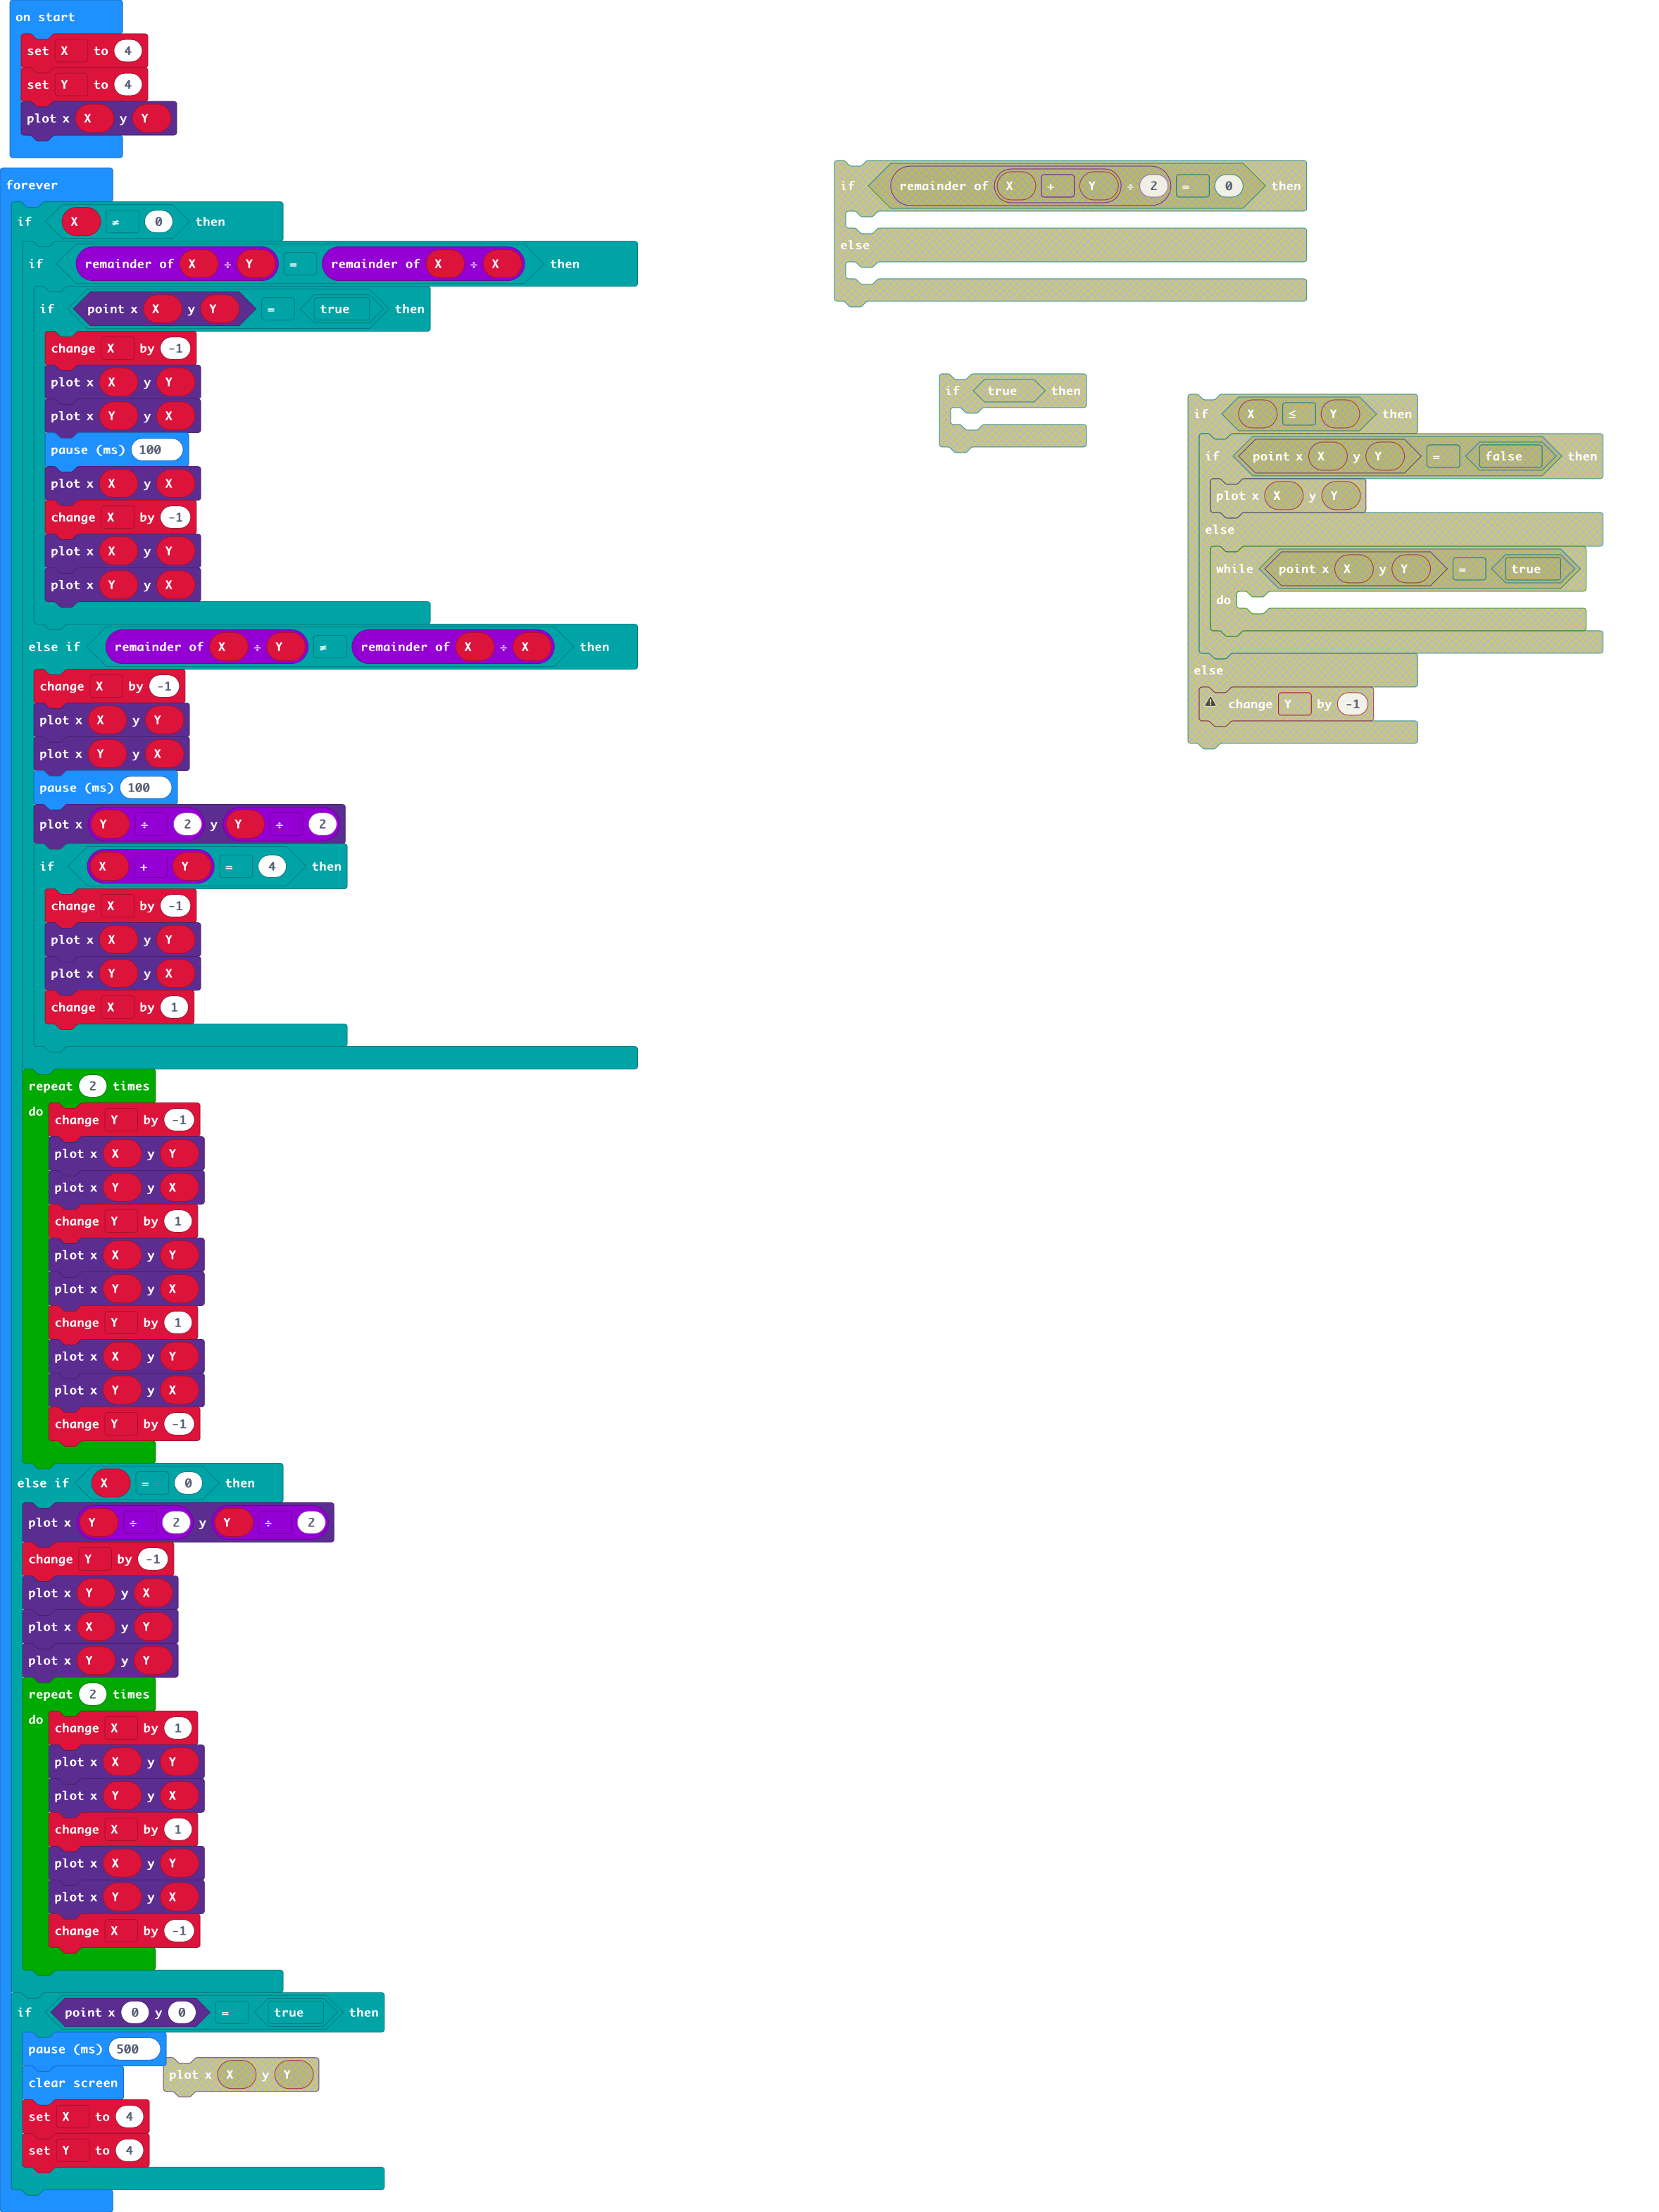 on start
set X to 4
set Y to 4
plot x X y Y
forever
if X ≠ 0 then
if remainder of X ÷ Y = remainder of X ÷ X then
if point x X y Y = true then
change X by -1
plot x X y Y
plot x Y y X
pause (ms) 100
plot x X y X
change X by -1
plot x X y Y
plot x Y y X
else if remainder of X ÷ Y ≠ remainder of X ÷ X then
change X by -1
plot x X y Y
plot x Y y X
pause (ms) 100
plot x Y ÷ 2 y Y ÷ 2
if X + Y = 4 then
change X by -1
plot x X y Y
plot x Y y X
change X by 1
repeat 2 times
do change Y by -1
plot x X y Y
plot x Y y X
change Y by 1
plot x X y Y
plot x Y y X
change Y by 1
plot x X y Y
plot x Y y X
change Y by -1
else if X = 0 then
plot x Y ÷ 2 y Y ÷ 2
change Y by -1
plot x Y y X
plot x X y Y
plot x Y y Y
repeat 2 times
do change X by 1
plot x X y Y
plot x Y y X
change X by 1
plot x X y Y
plot x Y y X
change X by -1
if point x 0 y 0 = true then
pause (ms) 500
clear screen
set X to 4
set Y to 4
plot x X y Y
if remainder of X + Y ÷ 2 = 0 then
else
if true then
if X ≤ Y then
if point x X y Y = false then
plot x X y Y
else
while point x X y Y = true
do
else
change Y by -1